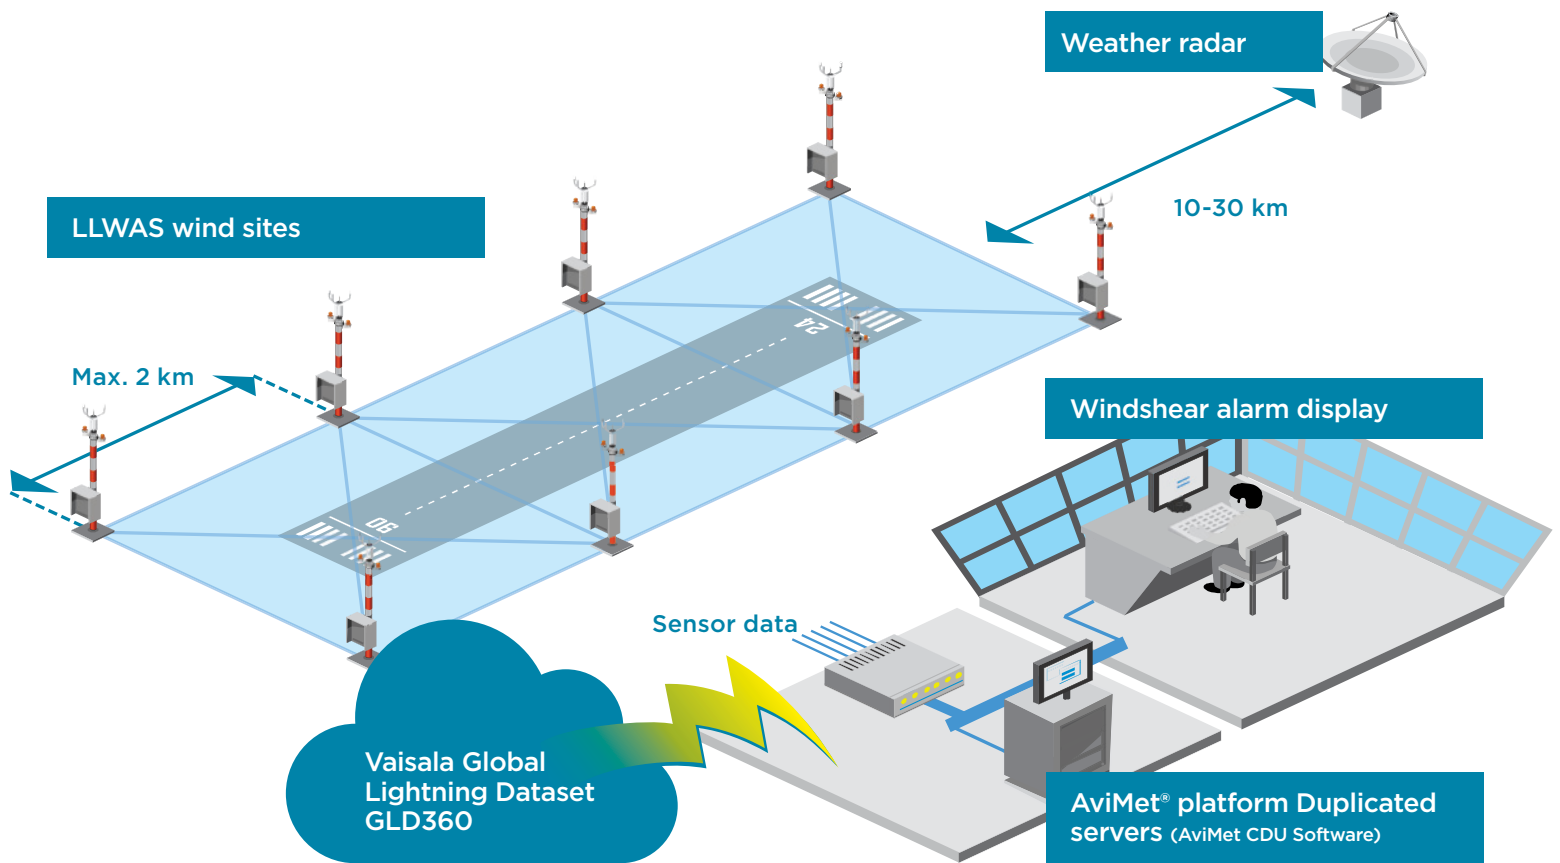 Weather radar
10-30 km
LLWAS wind sites
24
Max. 2 km
Windshear alarm display
06
Sensor data
Vaisala Global
Lightning Dataset
GLD360
AviMet® platform Duplicated
servers (AviMet CDU Software)